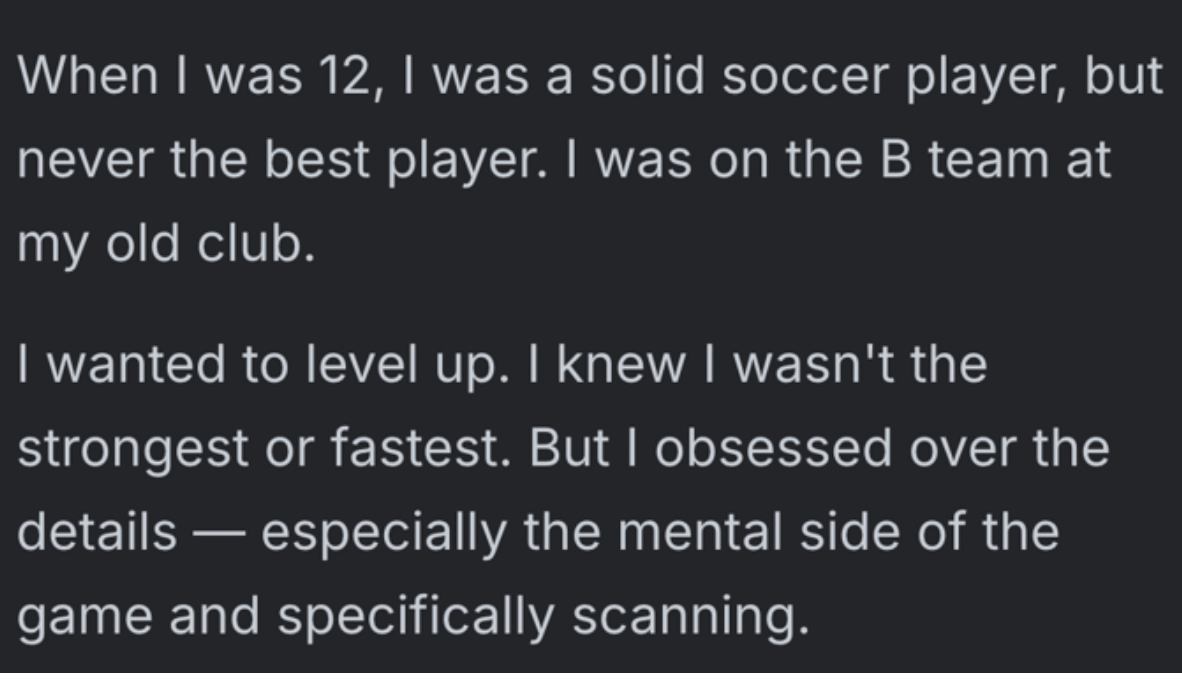 When I was 12, I was a solid soccer player, but
never the best player. I was on the B team at
my old club.
I wanted to level up. I knew I wasn't the
strongest or fastest. But I obsessed over the
details — especially the mental side of the
game and specifically scanning.